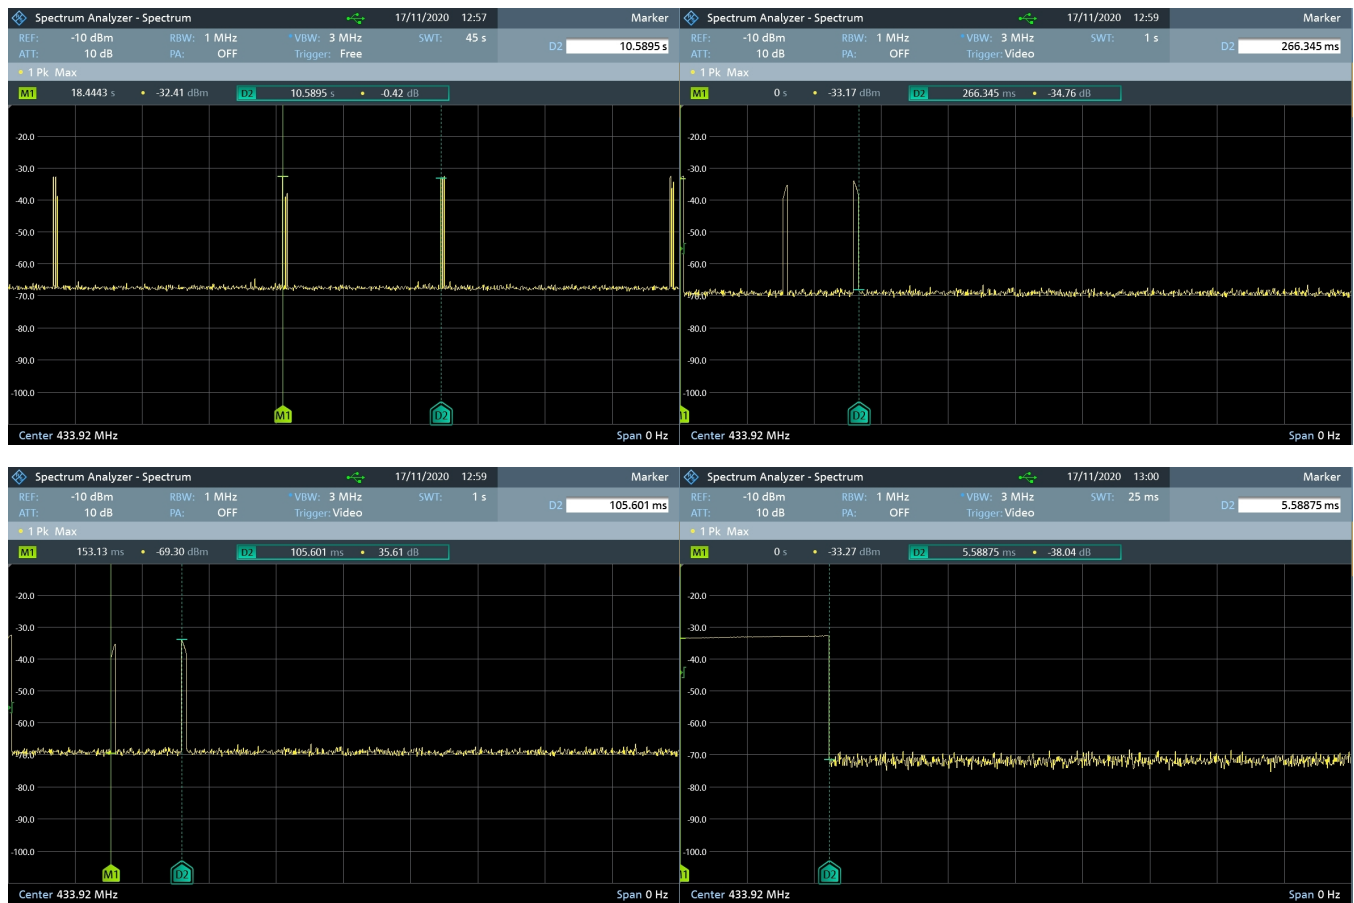 Spectrum Analyzer - Spectrum 17/11/2020 12:57 Marker
REF: -10 dBm RBW: 1 MHz *VBW: 3 MHz SWT: 45 s
ATT: 10 dB PA: OFF Trigger: Free
D2 10.5895 s
1 Pk Max
M1 18.4443 s -32.41 dBm D2 10.5895 s -0.42 dB
-20.0
-30.0
-40.0
-50.0
-60.0
-70.0
-80.0
-90.0
-100.0
M1 D2
Center 433.92 MHz Span 0 Hz
Spectrum Analyzer - Spectrum 17/11/2020 12:59 Marker
REF: -10 dBm RBW: 1 MHz *VBW: 3 MHz SWT: 1 s
ATT: 10 dB PA: OFF Trigger: Video
D2 266.345 ms
1 Pk Max
M1 0 s -33.17 dBm D2 266.345 ms -34.76 dB
-20.0
-30.0
-40.0
-50.0
-60.0
-70.0
-80.0
-90.0
-100.0
D2
Center 433.92 MHz Span 0 Hz
Spectrum Analyzer - Spectrum 17/11/2020 12:59 Marker
REF: -10 dBm RBW: 1 MHz *VBW: 3 MHz SWT: 1 s
ATT: 10 dB PA: OFF Trigger: Video
D2 105.601 ms
1 Pk Max
M1 153.13 ms -69.30 dBm D2 105.601 ms 35.61 dB
-20.0
-30.0
-40.0
-50.0
-60.0
-70.0
-80.0
-90.0
-100.0
M1 D2
Center 433.92 MHz Span 0 Hz
Spectrum Analyzer - Spectrum 17/11/2020 13:00 Marker
REF: -10 dBm RBW: 1 MHz *VBW: 3 MHz SWT: 25 ms
ATT: 10 dB PA: OFF Trigger: Video
D2 5.58875 ms
1 Pk Max
M1 0 s -33.27 dBm D2 5.58875 ms -38.04 dB
-20.0
-30.0
-40.0
-50.0
-60.0
-70.0
-80.0
-90.0
-100.0
D2
Center 433.92 MHz Span 0 Hz